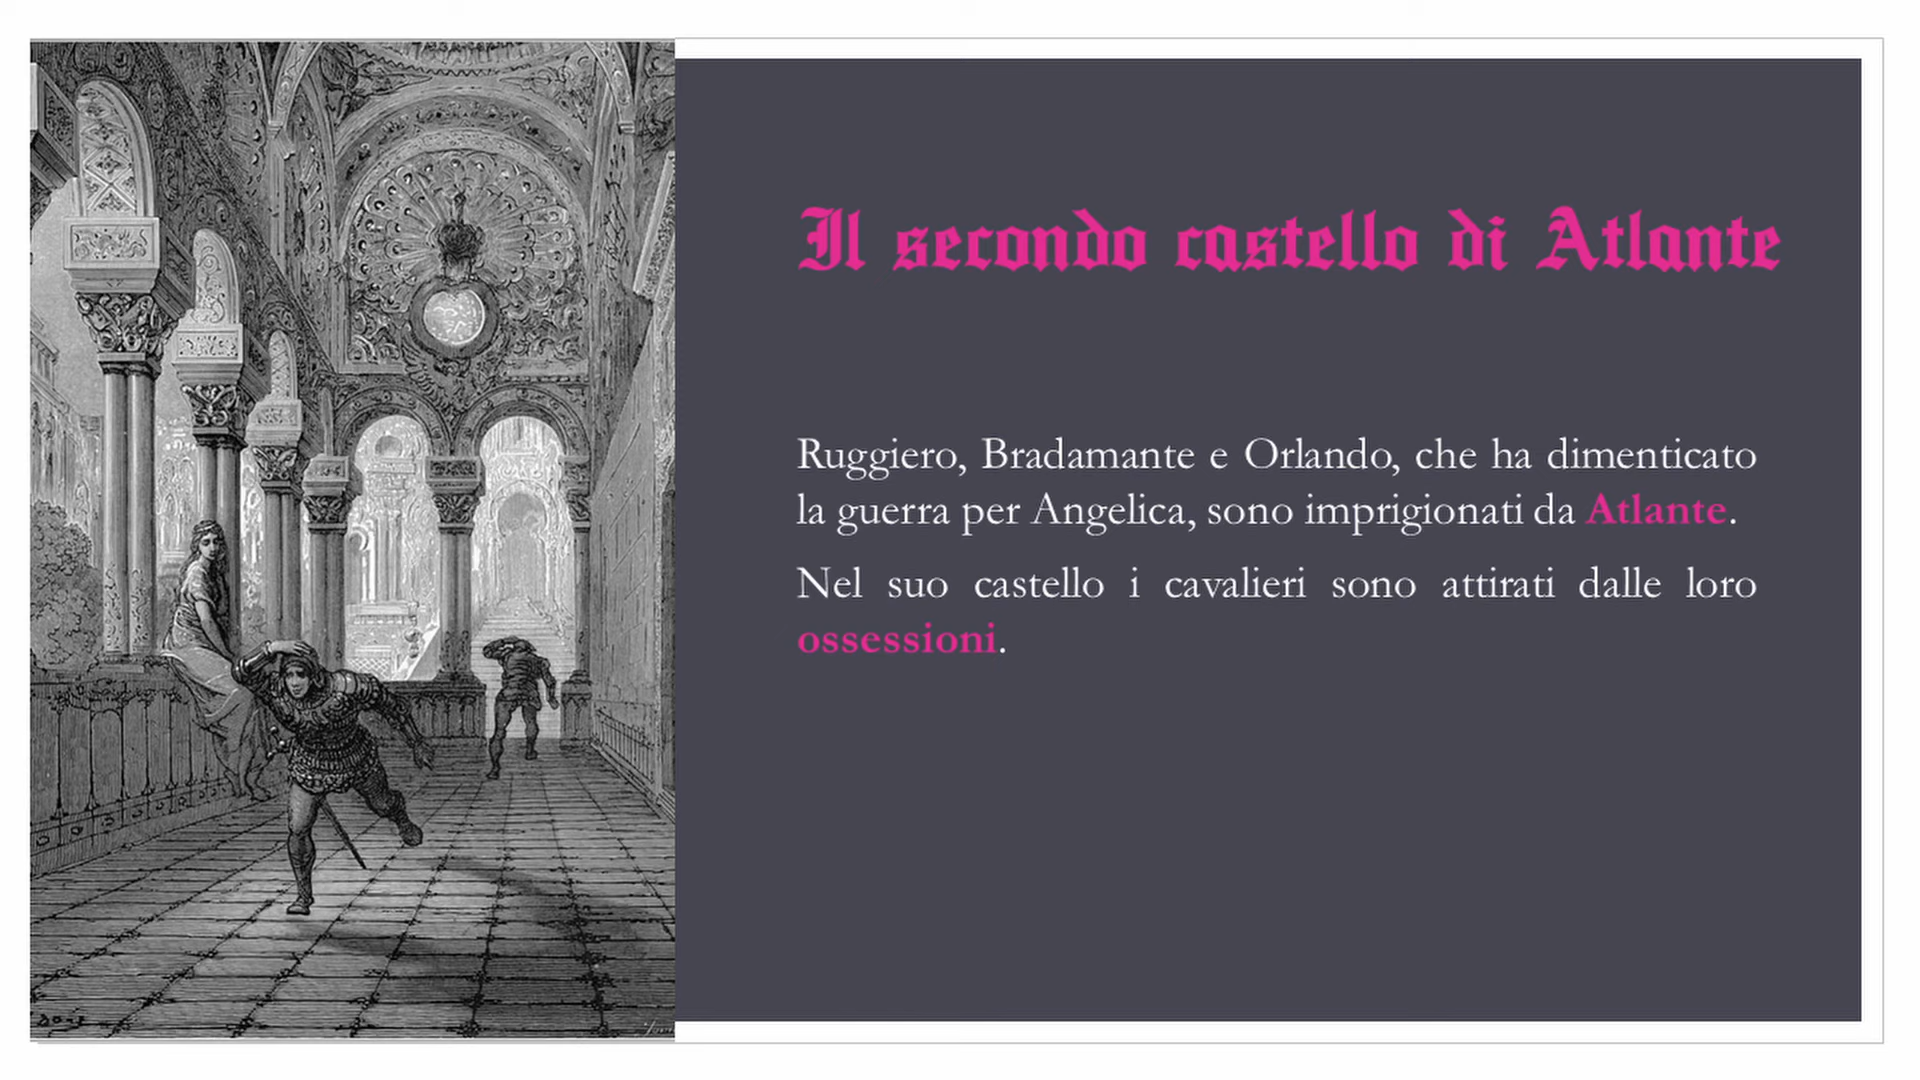 Il secondo castello di Atlante
Ruggiero, Bradamante e Orlando, che ha dimenticato
la guerra per Angelica, sono imprigionati da Atlante.
Nel suo castello i cavalieri sono attirati dalle loro
ossessioni.